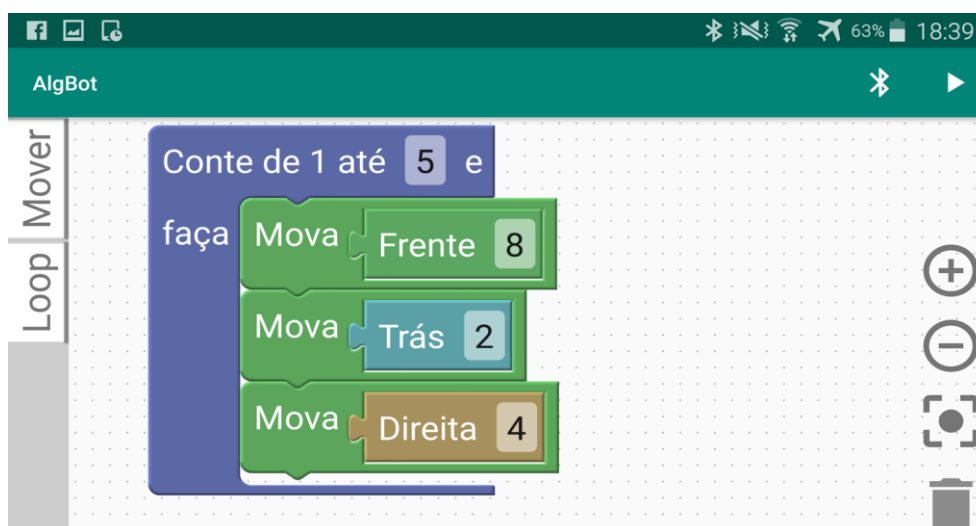 63% 18:39
AlgBot
Mover
Loop
Conte de 1 até 5 e
faça Mova Frente 8
Mova Trás 2
Mova Direita 4